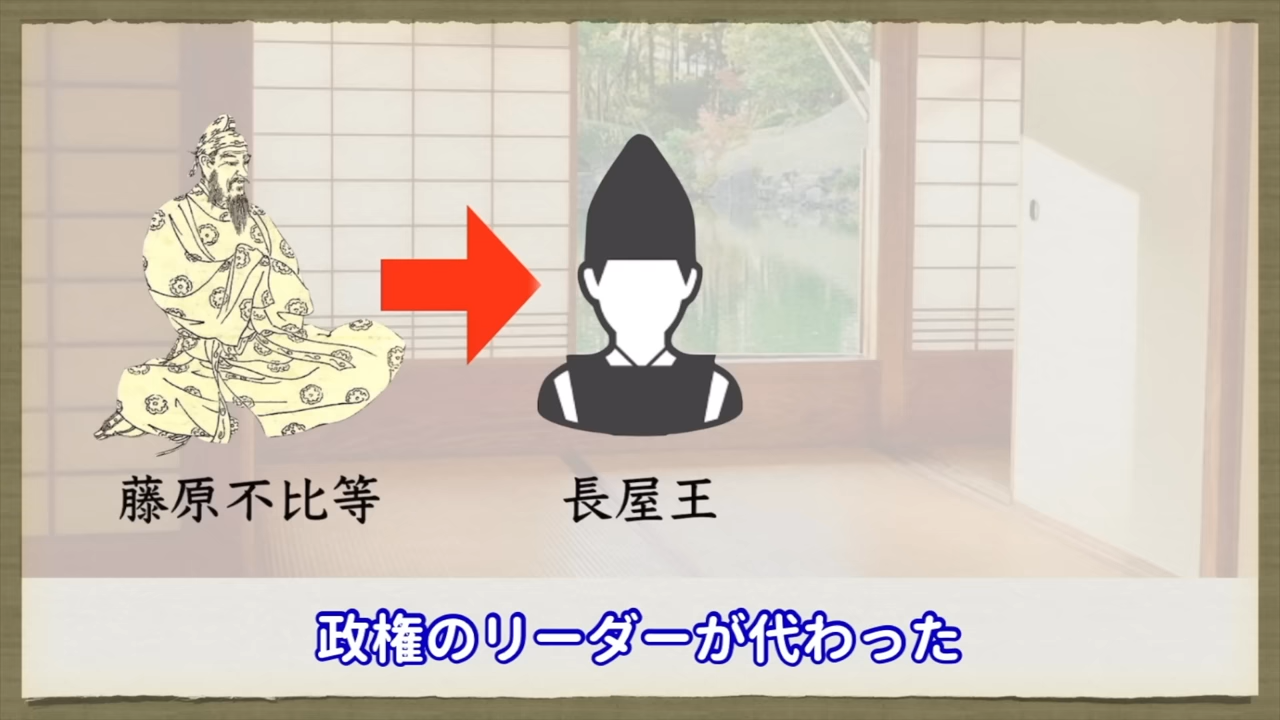 藤原不比等
長屋王
政権のリーダーが代わった